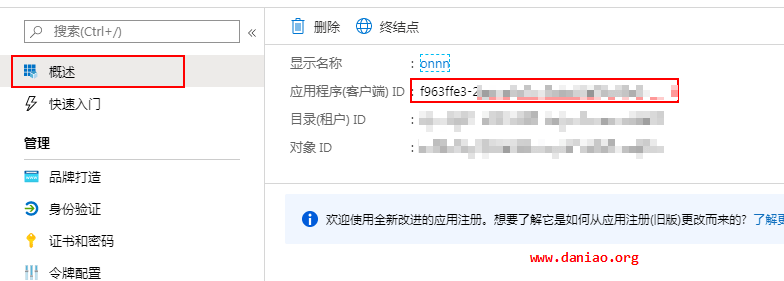 搜索(Ctrl+/)
«
概述
快速入门
管理
品牌打造
身份验证
证书和密码
令牌配置
删除
终结点
显示名称 : onnn
应用程序(客户端) ID : f963ffe3-2
目录(租户) ID :
对象 ID :
欢迎使用全新改进的应用注册。想要了解它是如何从应用注册(旧版)更改而来的? 了解更
www.daniao.org